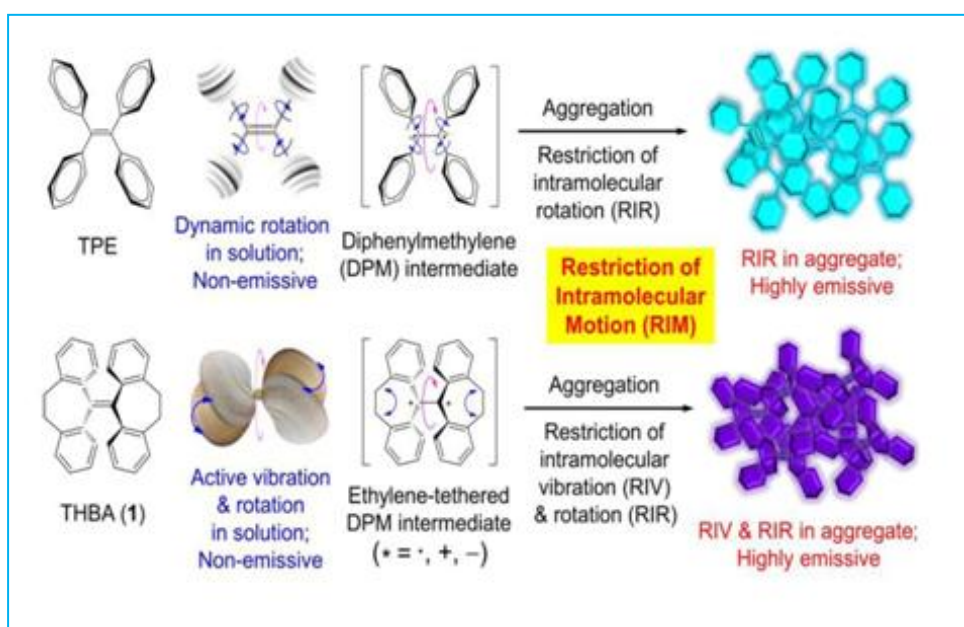 TPE
Dynamic rotation
in solution;
Non-emissive
Diphenylmethylene
(DPM) intermediate
Aggregation
Restriction of
intramolecular
rotation (RIR)
RIR in aggregate;
Highly emissive
Restriction of
Intramolecular
Motion (RIM)
THBA (1)
Active vibration
& rotation
in solution;
Non-emissive
Ethylene-tethered
DPM intermediate
(• = ·, +, –)
Aggregation
Restriction of
intramolecular
vibration (RIV)
& rotation (RIR)
RIV & RIR in aggregate;
Highly emissive